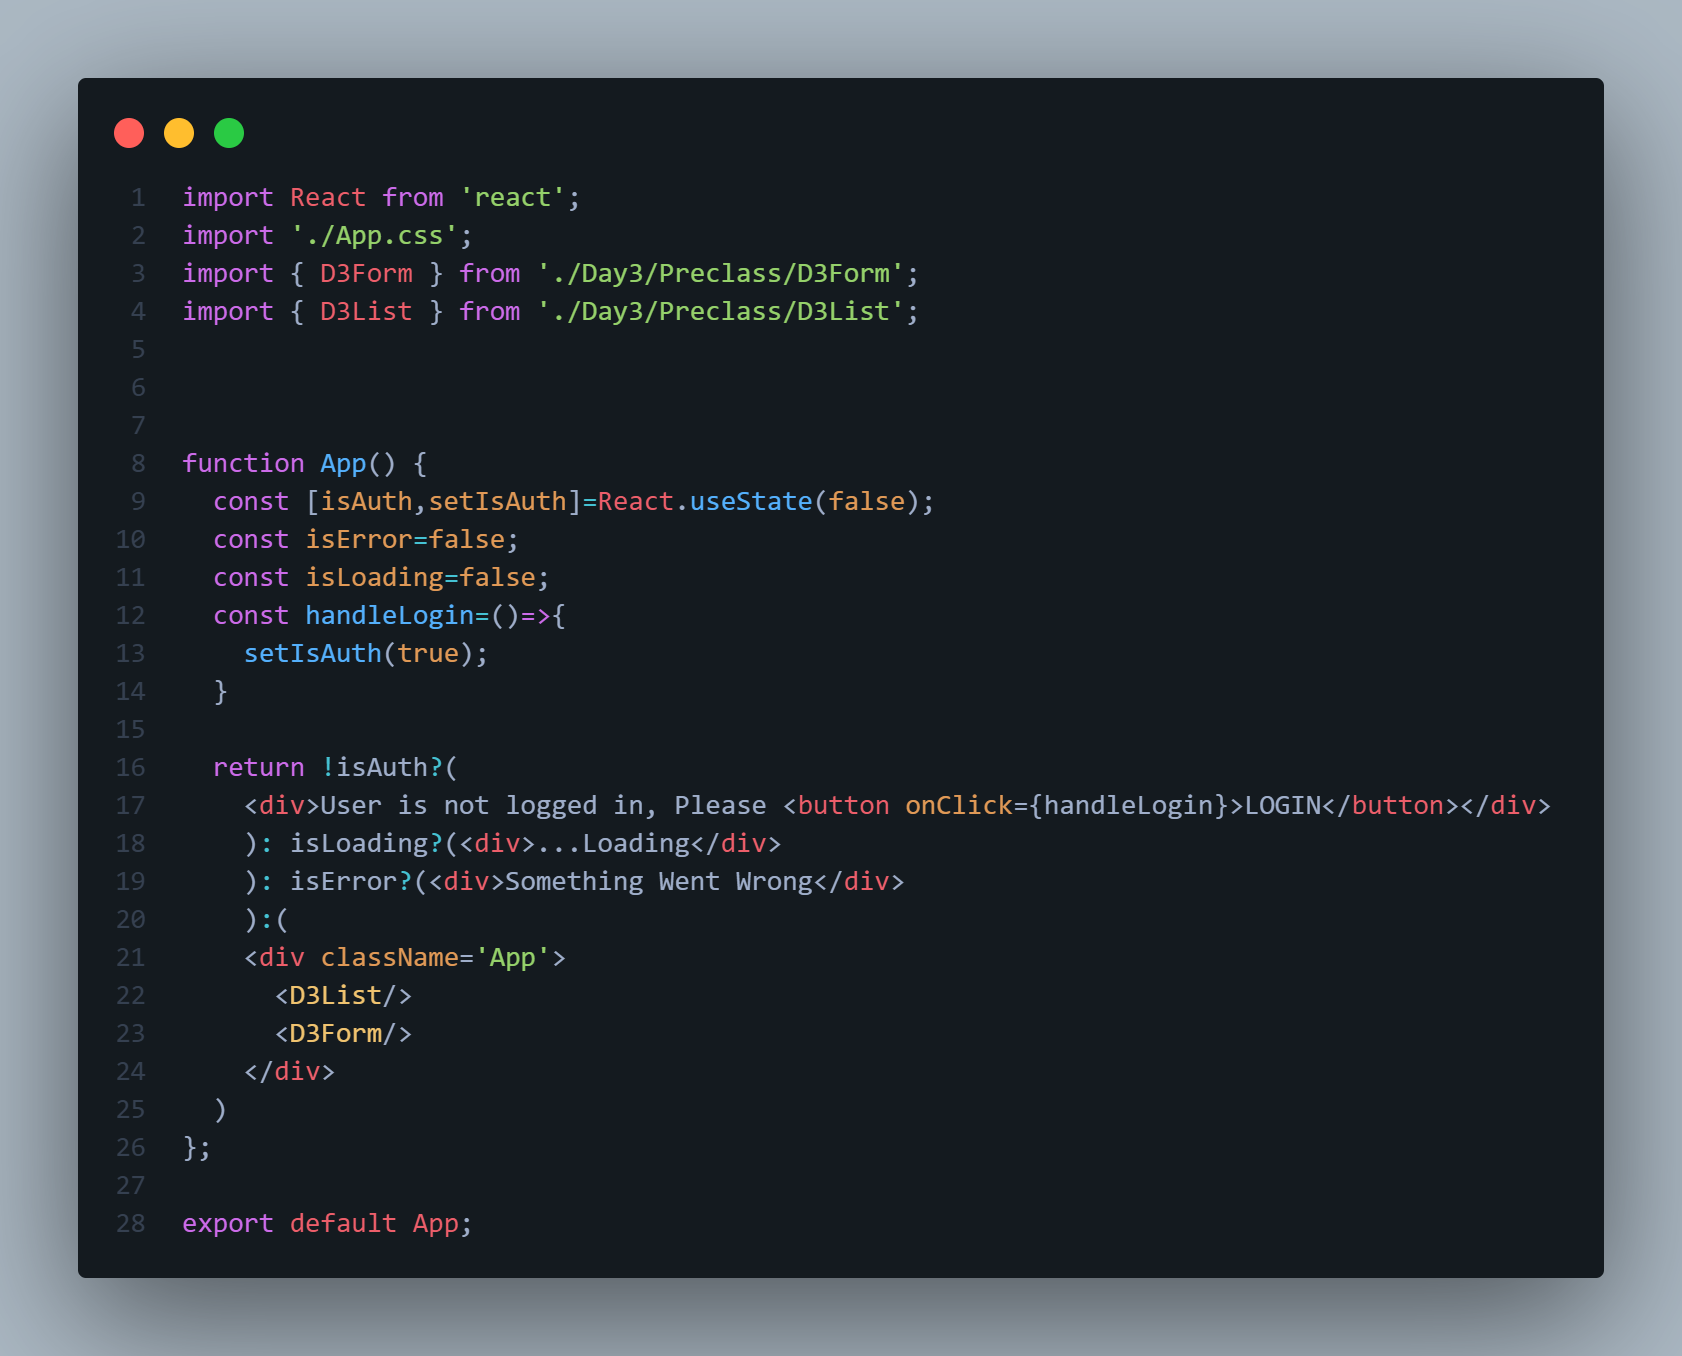 1 import React from 'react';
2 import './App.css';
3 import { D3Form } from './Day3/Preclass/D3Form';
4 import { D3List } from './Day3/Preclass/D3List';
5
6
7
8 function App() {
9   const [isAuth,setIsAuth]=React.useState(false);
10   const isError=false;
11   const isLoading=false;
12   const handleLogin=()=>{
13     setIsAuth(true);
14   }
15
16   return !isAuth?(
17     <div>User is not logged in, Please <button onClick={handleLogin}>LOGIN</button></div>
18     ): isLoading?(<div>...Loading</div>
19     ): isError?(<div>Something Went Wrong</div>
20     ):(
21     <div className='App'>
22       <D3List/>
23       <D3Form/>
24     </div>
25   )
26 };
27
28 export default App;